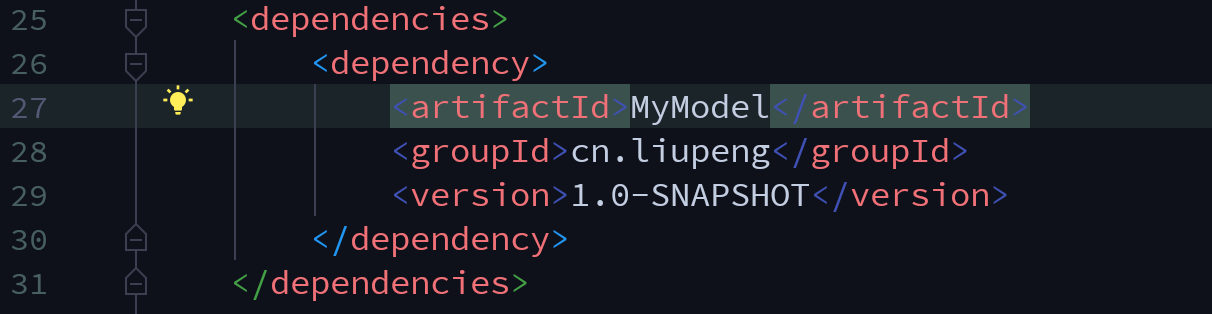 25 <dependencies>
26 <dependency>
27 <artifactId>MyModel</artifactId>
28 <groupId>cn.liupeng</groupId>
29 <version>1.0-SNAPSHOT</version>
30 </dependency>
31 </dependencies>